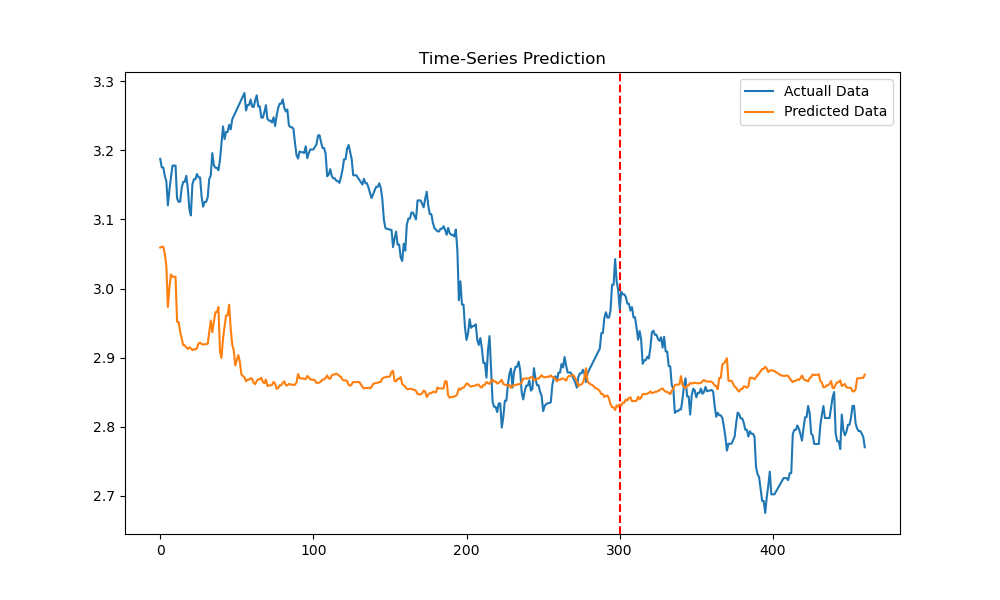 Time-Series Prediction
Actuall Data
Predicted Data
3.3
3.2
3.1
3.0
2.9
2.8
2.7
0 100 200 300 400